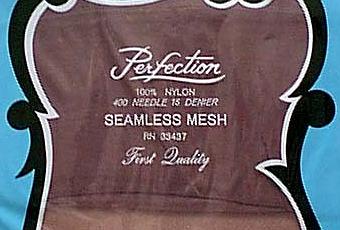 Perfection
100% NYLON
400 NEEDLE 15 DENIER
SEAMLESS MESH
RN 33437
First Quality